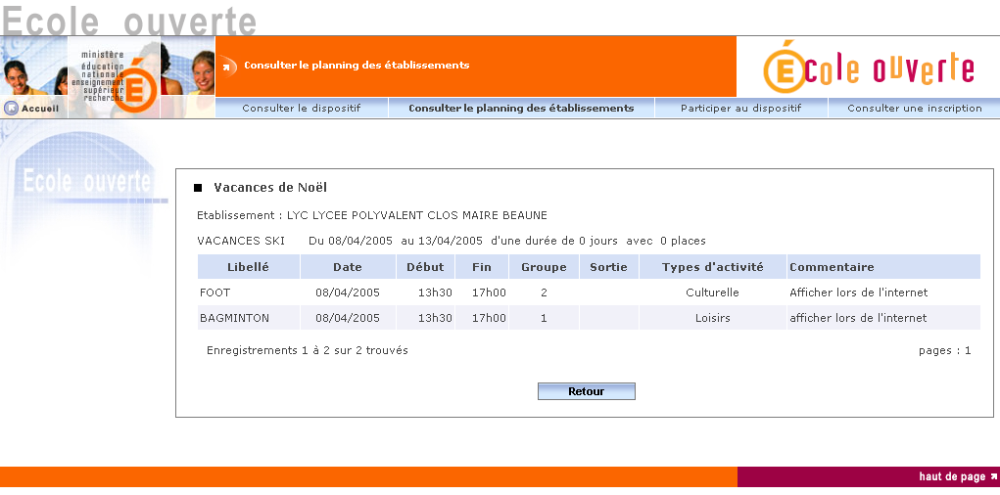 Ecole ouverte
ministère
éducation
nationale
enseignement
supérieur
recherche
É
Consulter le planning des établissements
École ouverte
Accueil
Consulter le dispositif
Consulter le planning des établissements
Participer au dispositif
Consulter une inscription
Ecole ouverte
Vacances de Noël
Etablissement : LYC LYCEE POLYVALENT CLOS MAIRE BEAUNE
VACANCES SKI Du 08/04/2005 au 13/04/2005 d'une durée de 0 jours avec 0 places
Libellé Date Début Fin Groupe Sortie Types d'activité Commentaire
FOOT 08/04/2005 13h30 17h00 2 Culturelle Afficher lors de l'internet
BAGMINTON 08/04/2005 13h30 17h00 1 Loisirs afficher lors de l'internet
Enregistrements 1 à 2 sur 2 trouvés pages : 1
Retour
haut de page